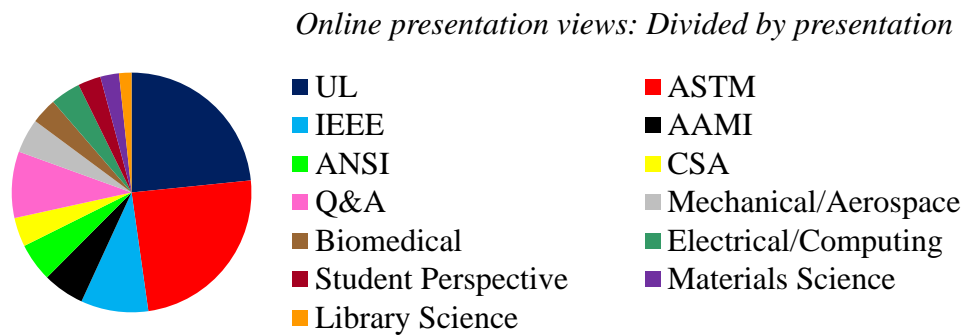 Online presentation views: Divided by presentation
UL
ASTM
IEEE
AAMI
ANSI
CSA
Q&A
Mechanical/Aerospace
Biomedical
Electrical/Computing
Student Perspective
Materials Science
Library Science